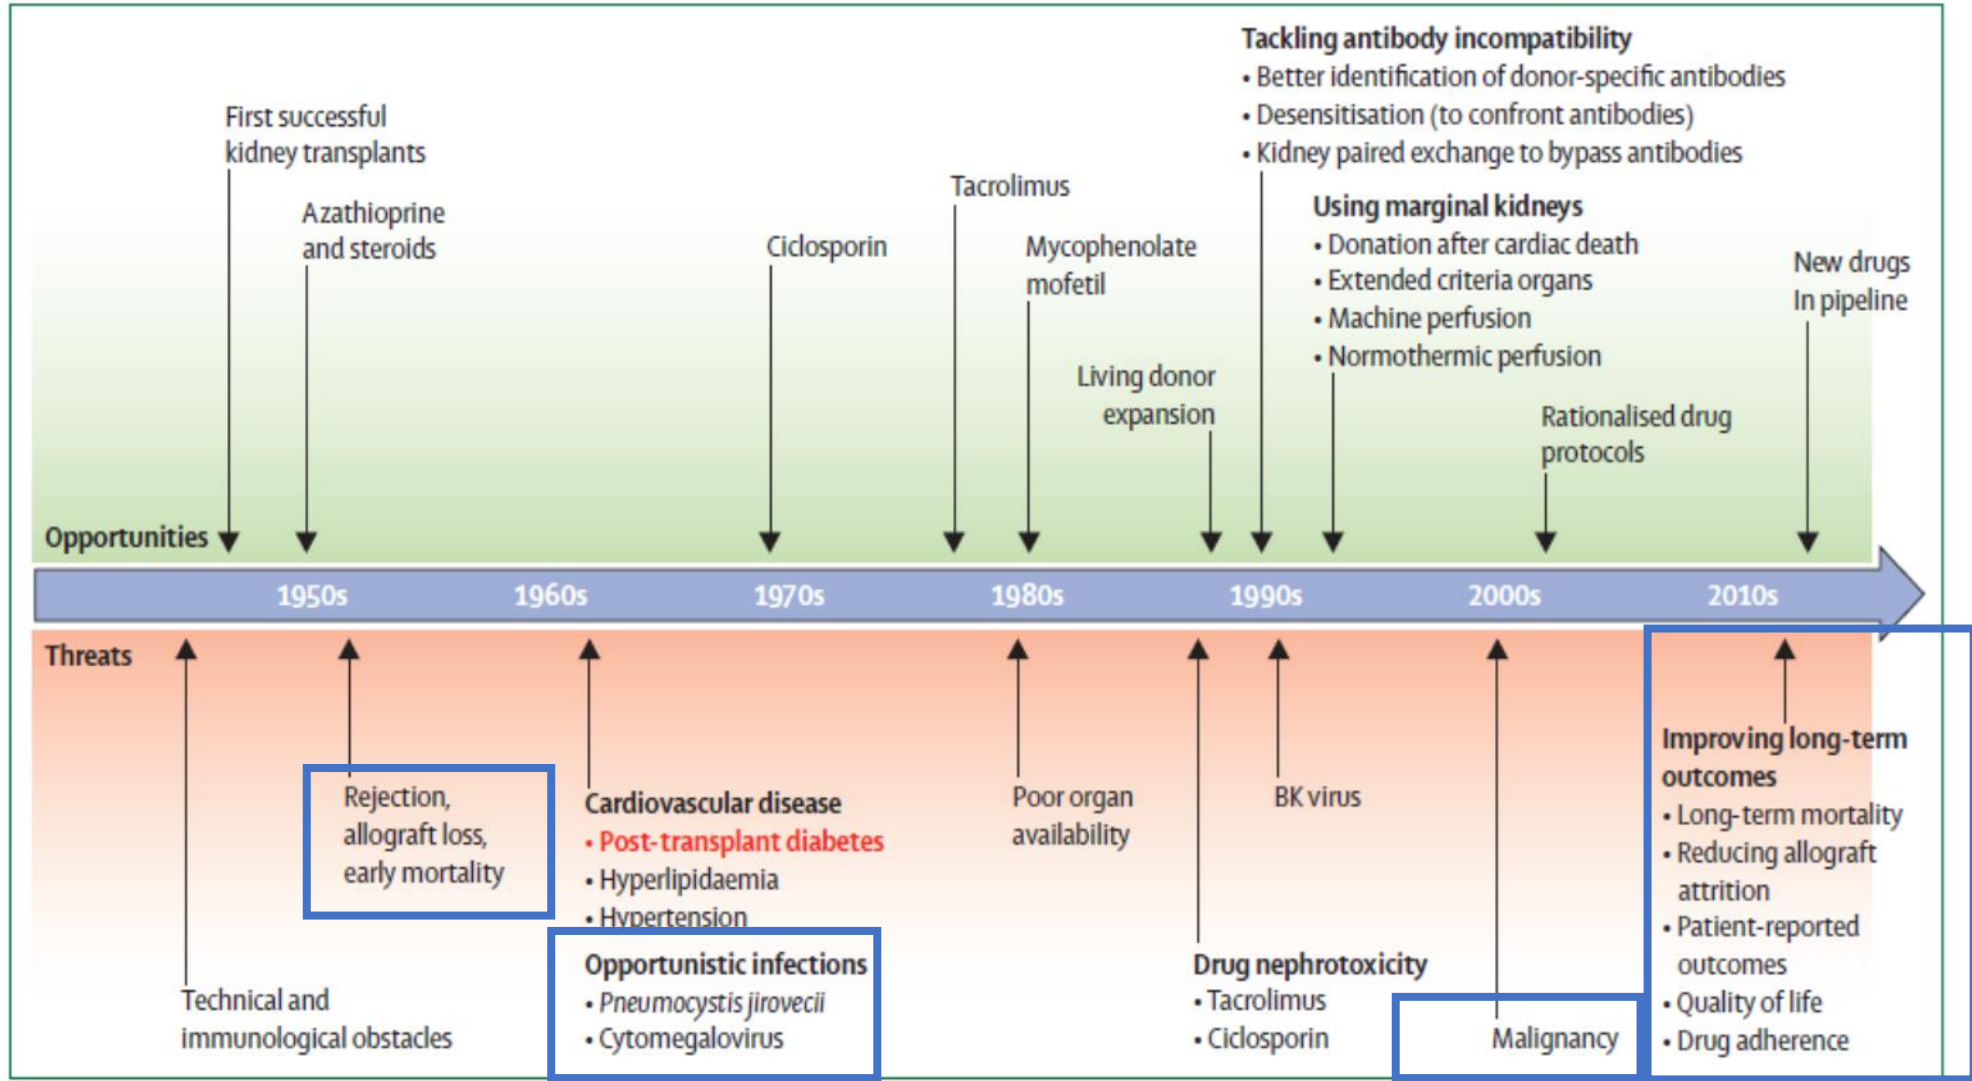 Tackling antibody incompatibility
• Better identification of donor-specific antibodies
• Desensitisation (to confront antibodies)
• Kidney paired exchange to bypass antibodies
First successful
kidney transplants
Azathioprine
and steroids
Ciclosporin
Tacrolimus
Mycophenolate
mofetil
Living donor
expansion
Using marginal kidneys
• Donation after cardiac death
• Extended criteria organs
• Machine perfusion
• Normothermic perfusion
Rationalised drug
protocols
New drugs
In pipeline
Opportunities
1950s 1960s 1970s 1980s 1990s 2000s 2010s
Threats
Technical and
immunological obstacles
Rejection,
allograft loss,
early mortality
Cardiovascular disease
• Post-transplant diabetes
• Hyperlipidaemia
• Hypertension
Opportunistic infections
• Pneumocystis jirovecii
• Cytomegalovirus
Poor organ
availability
Drug nephrotoxicity
• Tacrolimus
• Ciclosporin
BK virus
Malignancy
Improving long-term
outcomes
• Long-term mortality
• Reducing allograft
attrition
• Patient-reported
outcomes
• Quality of life
• Drug adherence